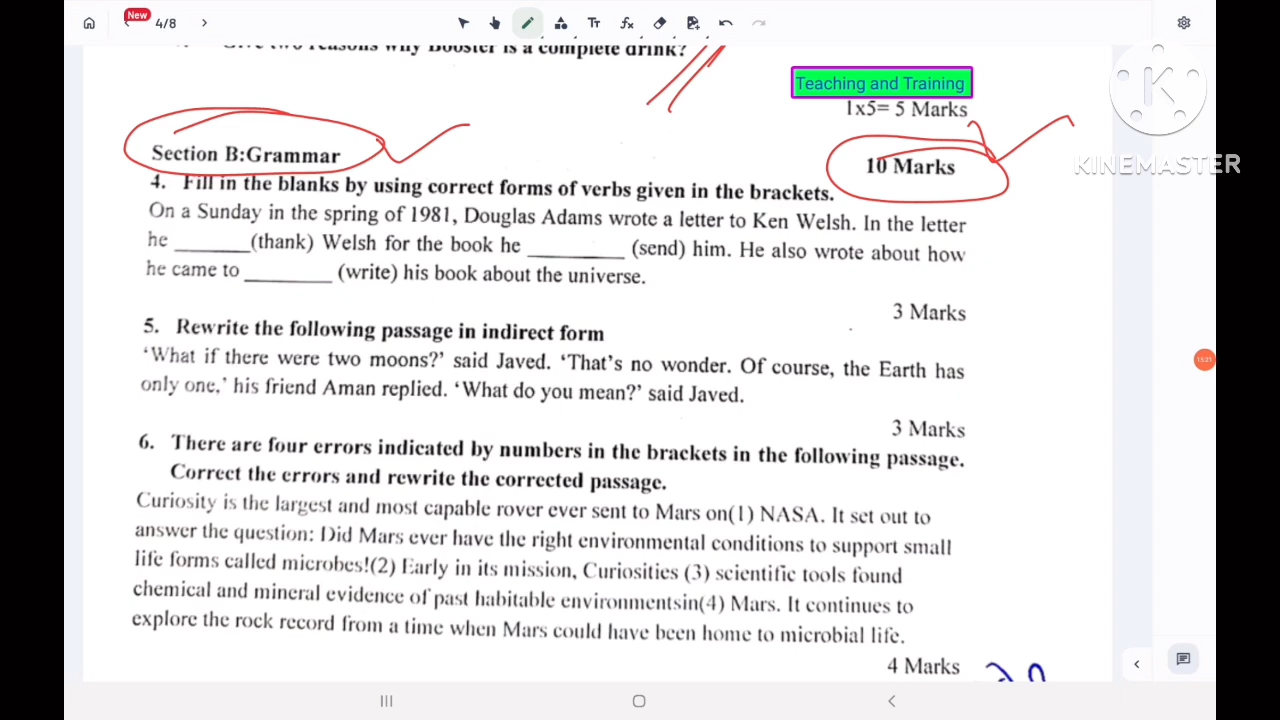 New
4/8
Give two reasons why Booster is a complete drink?
Teaching and Training
1x5= 5 Marks
KINEMASTER
Section B:Grammar
10 Marks
4. Fill in the blanks by using correct forms of verbs given in the brackets.
On a Sunday in the spring of 1981, Douglas Adams wrote a letter to Ken Welsh. In the letter
he ________(thank) Welsh for the book he __________ (send) him. He also wrote about how
he came to _________ (write) his book about the universe.
3 Marks
5. Rewrite the following passage in indirect form
‘What if there were two moons?’ said Javed. ‘That’s no wonder. Of course, the Earth has
only one,’ his friend Aman replied. ‘What do you mean?’ said Javed.
3 Marks
6. There are four errors indicated by numbers in the brackets in the following passage.
Correct the errors and rewrite the corrected passage.
Curiosity is the largest and most capable rover ever sent to Mars on(1) NASA. It set out to
answer the question: Did Mars ever have the right environmental conditions to support small
life forms called microbes!(2) Early in its mission, Curiosities (3) scientific tools found
chemical and mineral evidence of past habitable environmentsin(4) Mars. It continues to
explore the rock record from a time when Mars could have been home to microbial life.
4 Marks